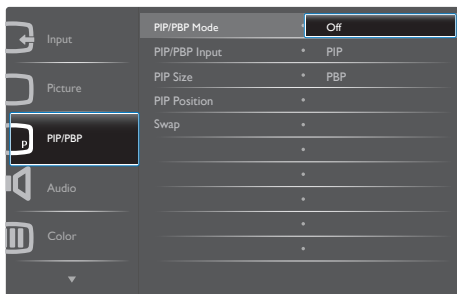 Input
Picture
P
PIP/PBP
Audio
Color
PIP/PBP Mode • Off
PIP/PBP Input • PIP
PIP Size • PBP
PIP Position •
Swap •
•
•
•
•
•